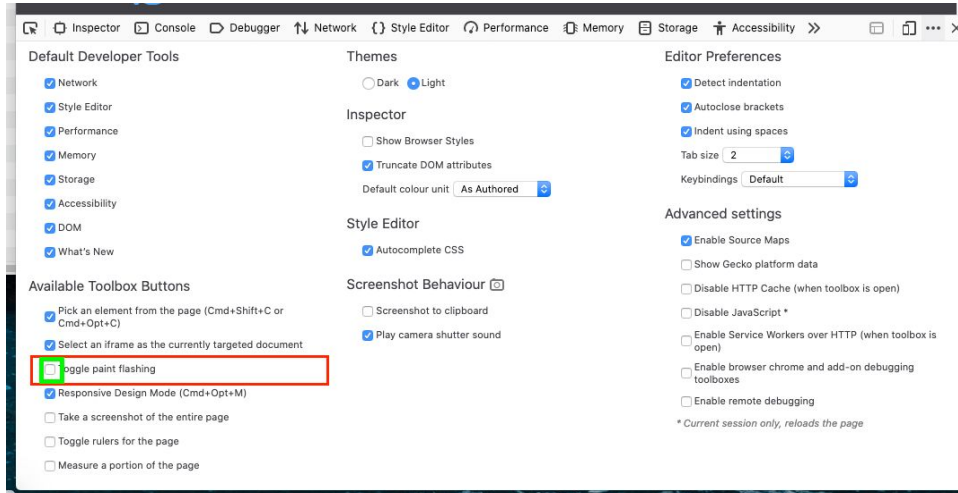 Inspector Console Debugger Network {} Style Editor Performance Memory Storage Accessibility
Default Developer Tools
Network
Style Editor
Performance
Memory
Storage
Accessibility
DOM
What's New
Available Toolbox Buttons
Pick an element from the page (Cmd+Shift+C or
Cmd+Opt+C)
Select an iframe as the currently targeted document
Toggle paint flashing
Responsive Design Mode (Cmd+Opt+M)
Take a screenshot of the entire page
Toggle rulers for the page
Measure a portion of the page
Themes
Dark Light
Inspector
Show Browser Styles
Truncate DOM attributes
Default colour unit As Authored
Style Editor
Autocomplete CSS
Screenshot Behaviour
Screenshot to clipboard
Play camera shutter sound
Editor Preferences
Detect indentation
Autoclose brackets
Indent using spaces
Tab size 2
Keybindings Default
Advanced settings
Enable Source Maps
Show Gecko platform data
Disable HTTP Cache (when toolbox is open)
Disable JavaScript *
Enable Service Workers over HTTP (when toolbox is
open)
Enable browser chrome and add-on debugging
toolboxes
Enable remote debugging
* Current session only, reloads the page